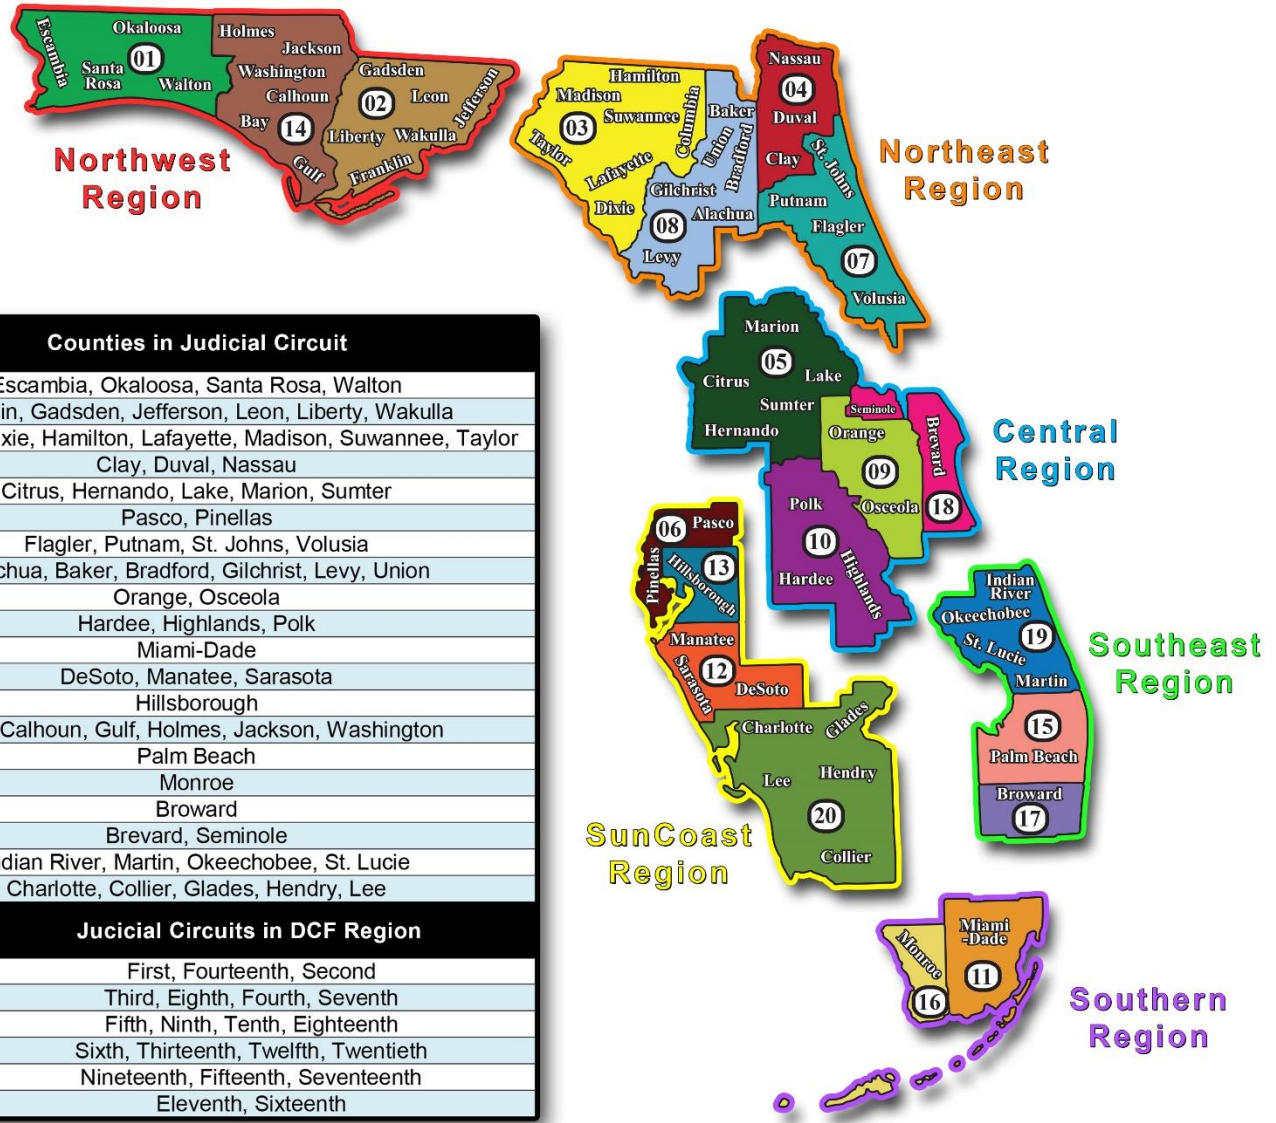 Escambia
Okaloosa
01
Santa
Rosa
Walton
Holmes
Jackson
Washington
Calhoun
Bay
14
Gulf
Gadsden
02
Leon
Jefferson
Liberty
Wakulla
Franklin
Northwest
Region
Hamilton
Madison
03
Suwannee
Columbia
Taylor
Lafayette
Dixie
Baker
Union
Bradford
Gilchrist
Alachua
08
Levy
Nassau
04
Duval
Clay
St. Johns
Putnam
Flagler
07
Volusia
Northeast
Region
Marion
05
Citrus
Lake
Sumter
Hernando
Seminole
Orange
09
Osceola
Brevard
18
Polk
10
Hardee
Highlands
Central
Region
06
Pasco
Pinellas
13
Hillsborough
Manatee
12
Sarasota
DeSoto
Charlotte
Glades
Lee
Hendry
20
Collier
SunCoast
Region
Indian
River
Okeechobee
19
St. Lucie
Martin
15
Palm Beach
Broward
17
Southeast
Region
Miami
-Dade
Monroe
11
16
Southern
Region
Counties in Judicial Circuit
Escambia, Okaloosa, Santa Rosa, Walton
in, Gadsden, Jefferson, Leon, Liberty, Wakulla
xie, Hamilton, Lafayette, Madison, Suwannee, Taylor
Clay, Duval, Nassau
Citrus, Hernando, Lake, Marion, Sumter
Pasco, Pinellas
Flagler, Putnam, St. Johns, Volusia
chua, Baker, Bradford, Gilchrist, Levy, Union
Orange, Osceola
Hardee, Highlands, Polk
Miami-Dade
DeSoto, Manatee, Sarasota
Hillsborough
Calhoun, Gulf, Holmes, Jackson, Washington
Palm Beach
Monroe
Broward
Brevard, Seminole
ndian River, Martin, Okeechobee, St. Lucie
Charlotte, Collier, Glades, Hendry, Lee
Jucicial Circuits in DCF Region
First, Fourteenth, Second
Third, Eighth, Fourth, Seventh
Fifth, Ninth, Tenth, Eighteenth
Sixth, Thirteenth, Twelfth, Twentieth
Nineteenth, Fifteenth, Seventeenth
Eleventh, Sixteenth